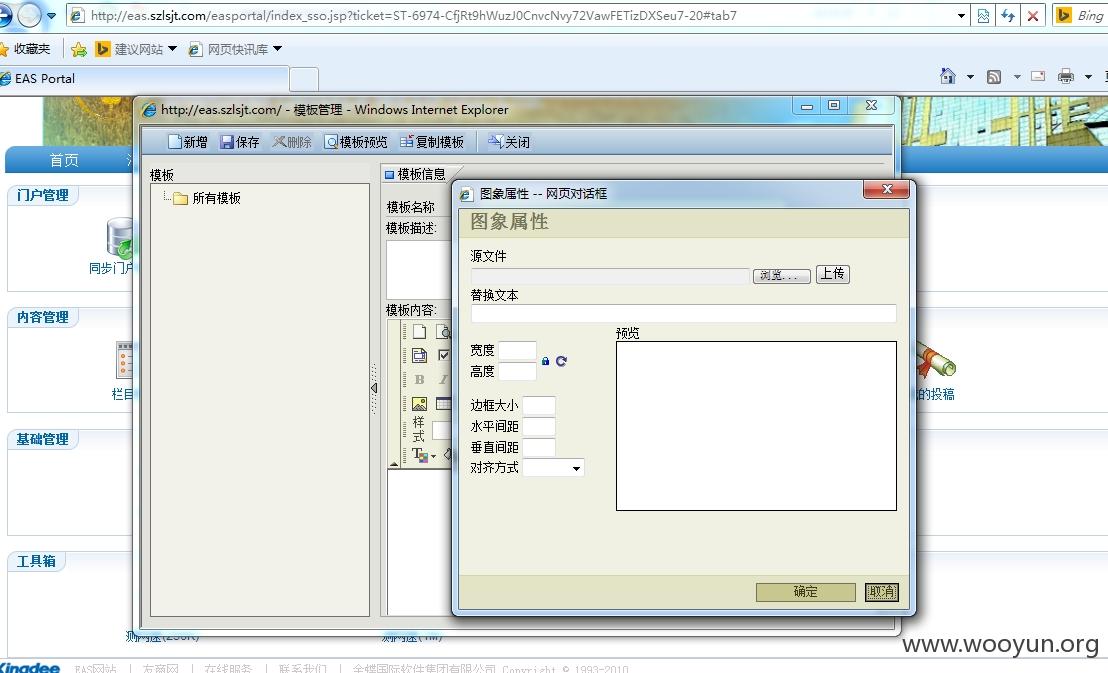 http://eas.szlsjt.com/easportal/index_sso.jsp?ticket=ST-6974-CfjRt9hWuzJ0CnvcNvy72VawFETizDXSeu7-20#tab7
Bing
收藏夹 建议网站 网页快讯库
EAS Portal
http://eas.szlsjt.com/ - 模板管理 - Windows Internet Explorer
新增 保存 删除 模板预览 复制模板 关闭
首页
模板
模板信息
所有模板
门户管理
同步门户
模板名称
模板描述:
模板内容:
样式
图象属性 -- 网页对话框
图象属性
源文件
浏览... 上传
替换文本
宽度
高度
预览
边框大小
水平间距
垂直间距
对齐方式
确定 取消
内容管理
栏目
的投稿
基础管理
工具箱
测网速(256K)
测网速(1M)
www.wooyun.org
Kingdee EAS网站 | 友商网 | 在线服务 | 联系我们 | 金蝶国际软件集团有限公司 Copyright © 1993-2010